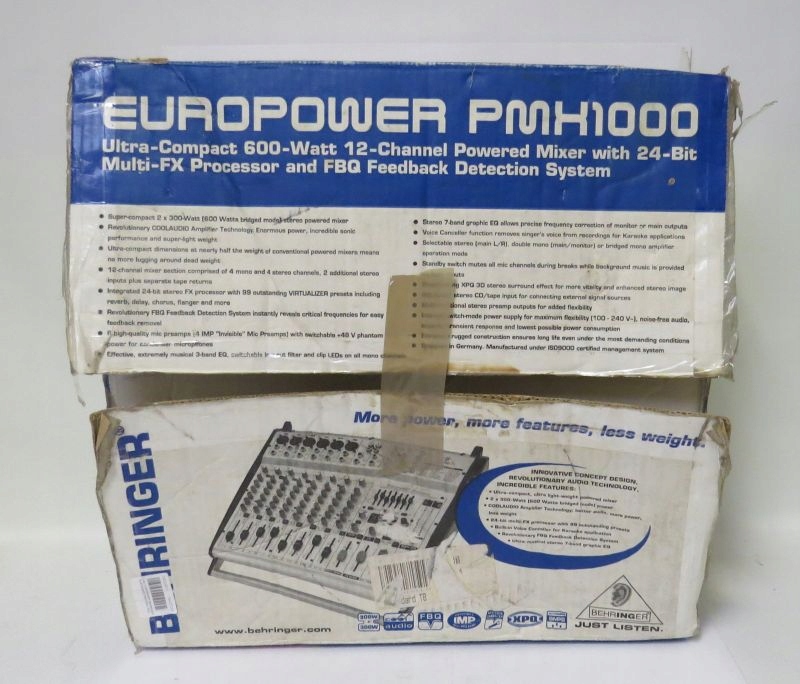 EUROPOWER PMH1000
Ultra-Compact 600-Watt 12-Channel Powered Mixer with 24-Bit
Multi-FX Processor and FBQ Feedback Detection System
Super-compact 2 x 300-Watt (600 Watts bridged mode) stereo powered mixer
Revolutionary COOLAUDIO Amplifier Technology: Enormous power, incredible sonic
performance and super-light weight
Ultra-compact dimensions at nearly half the weight of conventional powered mixers means
no more lugging around dead weight
12-channel mixer section comprised of 4 mono and 4 stereo channels, 2 additional stereo
inputs plus separate tape returns
Integrated 24-bit stereo FX processor with 99 outstanding VIRTUALIZER presets including
reverb, delay, chorus, flanger and more
Revolutionary FBQ Feedback Detection System instantly reveals critical frequencies for easy
feedback removal
high-quality mic preamps (4 IMP "Invisible" Mic Preamps) with switchable +48 V phantom
power for condenser microphones
Effective, extremely musical 3-band EQ, switchable low-cut filter and clip LEDs on all mono channels
Stereo 7-band graphic EQ allows precise frequency correction of monitor or main outputs
Voice Canceller function removes singer's voice from recordings for Karaoke applications
Selectable stereo (main L/R), double mono (main/monitor) or bridged mono amplifier
operation mode
Standby switch mutes all mic channels during breaks while background music is provided
XPQ 3D stereo surround effect for more vitality and enhanced stereo image
stereo CD/tape input for connecting external signal sources
stereo preamp outputs for added flexibility
switch-mode power supply for maximum flexibility (100 - 240 V~), noise-free audio,
transient response and lowest possible power consumption
rugged construction ensures long life even under the most demanding conditions
in Germany. Manufactured under ISO9000 certified management system
More power, more features, less weight.
BEHRINGER®
INNOVATIVE CONCEPT DESIGN,
REVOLUTIONARY AUDIO TECHNOLOGY,
INCREDIBLE FEATURES:
Ultra-compact, ultra light-weight powered mixer
2 x 300-Watt (600 Watts bridged mode) power
COOLAUDIO Amplifier Technology: better audio, more power,
less weight
24-bit multi-FX processor with 99 outstanding presets
Built-in Voice Canceller for Karaoke application
Revolutionary FBQ Feedback Detection System
Ultra-musical stereo 7-band graphic EQ
300W
300W
audio
FBQ
IMP
XPQ
BEHRINGER
JUST LISTEN.
www.behringer.com